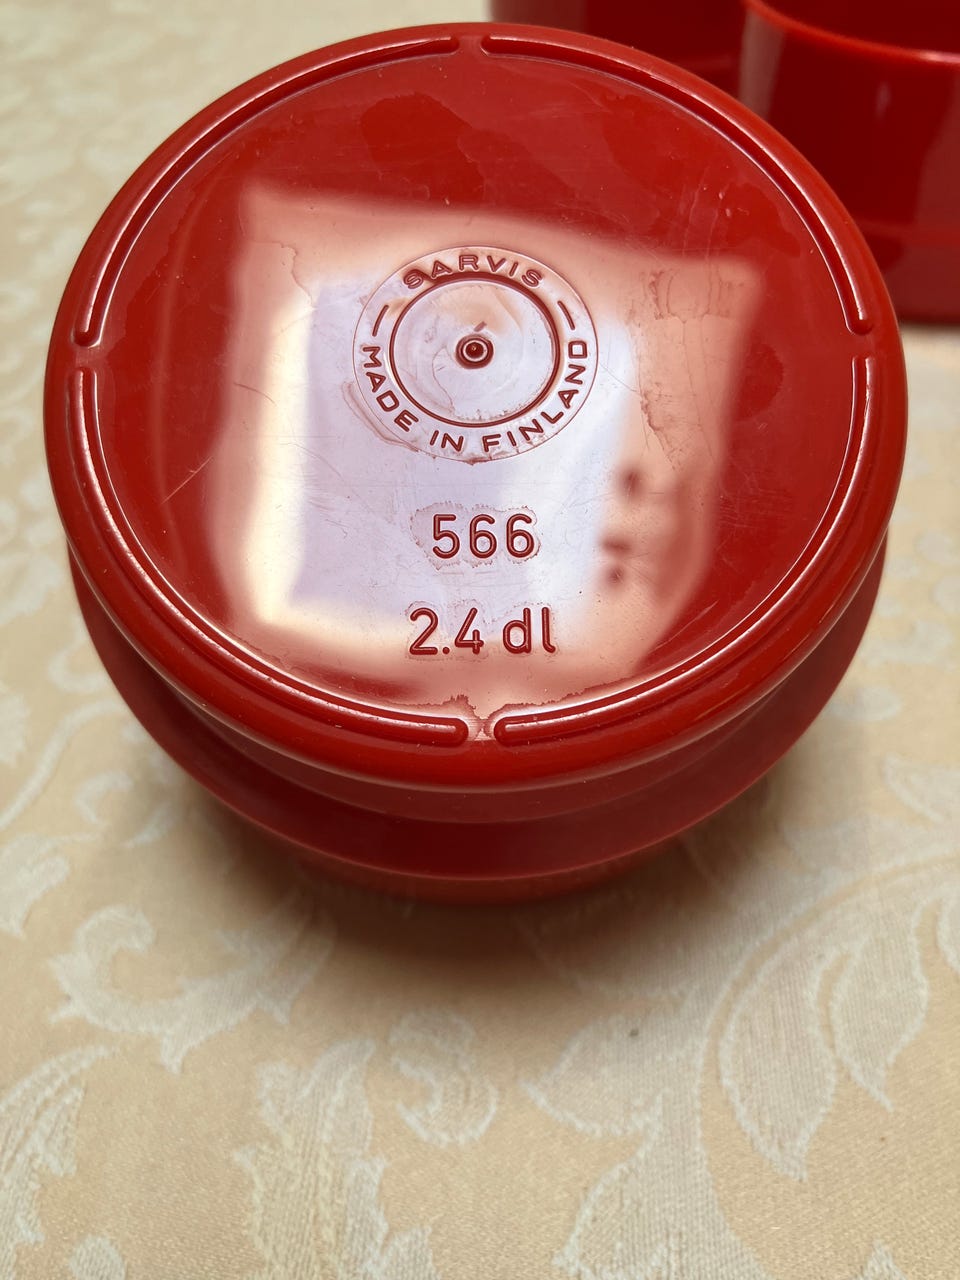 SARVIS
MADE IN FINLAND
566
2.4 dl